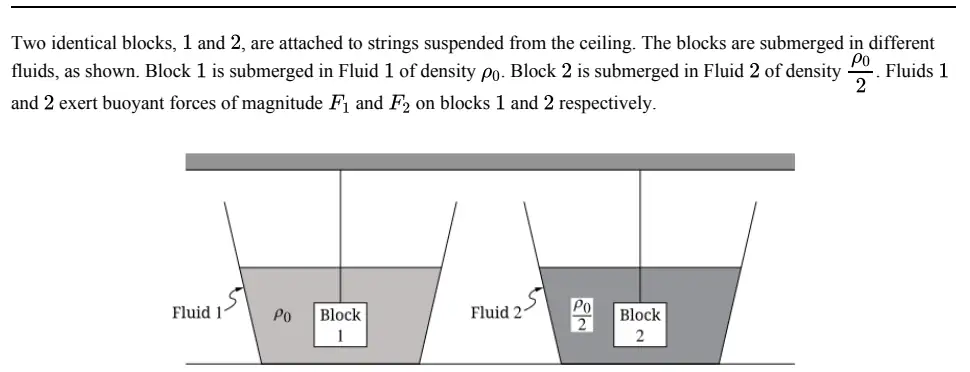 Two identical blocks, 1 and 2, are attached to strings suspended from the ceiling. The blocks are submerged in different
fluids, as shown. Block 1 is submerged in Fluid 1 of density ρ₀. Block 2 is submerged in Fluid 2 of density ρ₀/2. Fluids 1
and 2 exert buoyant forces of magnitude F₁ and F₂ on blocks 1 and 2 respectively.
Fluid 1
ρ₀
Block
1
Fluid 2
ρ₀/2
Block
2